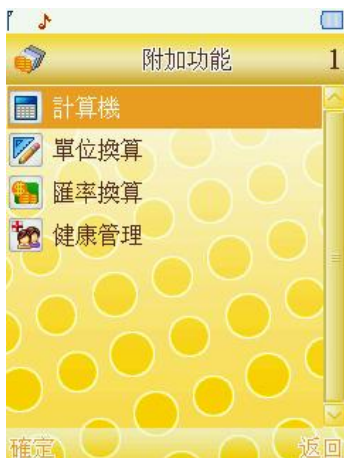 附加功能 1
計算機
單位換算
匯率換算
健康管理
確定 返回